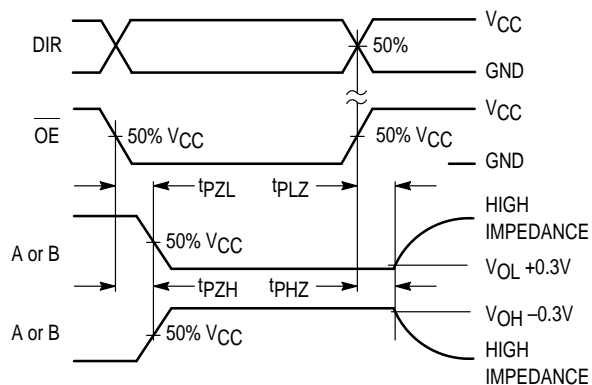 DIR
50%
VCC
GND
OE
50% VCC
50% VCC
VCC
GND
tPZL
tPLZ
A or B
50% VCC
HIGH
IMPEDANCE
VOL +0.3V
tPZH
tPHZ
A or B
50% VCC
VOH –0.3V
HIGH
IMPEDANCE